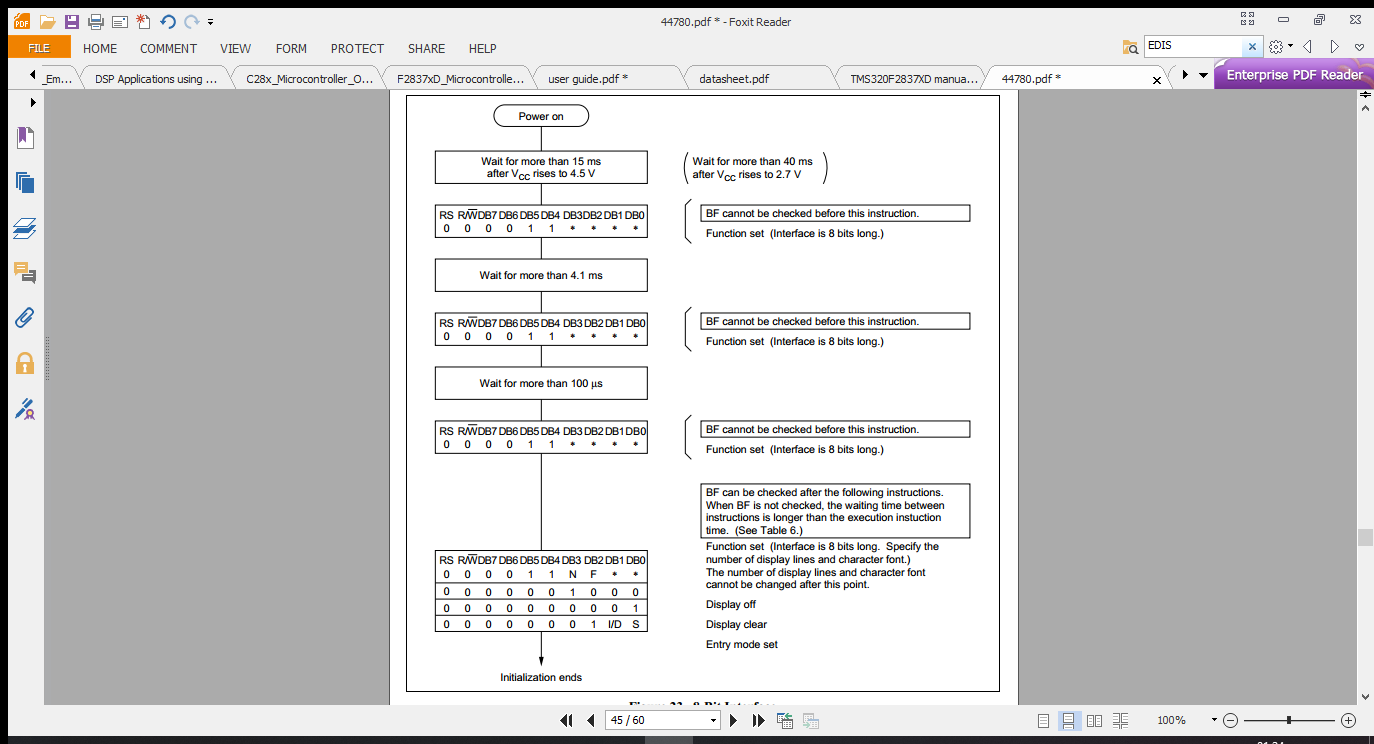 PDF
44780.pdf * - Foxit Reader
FILE
HOME
COMMENT
VIEW
FORM
PROTECT
SHARE
HELP
EDIS
_Em...
DSP Applications using ...
C28x_Microcontroller_O...
F2837xD_Microcontrolle...
user guide.pdf *
datasheet.pdf
TMS320F2837XD manua...
44780.pdf *
Enterprise PDF Reader
Power on
Wait for more than 15 ms
after VCC rises to 4.5 V
Wait for more than 40 ms
after VCC rises to 2.7 V
RS R/W DB7 DB6 DB5 DB4 DB3 DB2 DB1 DB0
0 0 0 0 1 1 * * * *
BF cannot be checked before this instruction.
Function set (Interface is 8 bits long.)
Wait for more than 4.1 ms
RS R/W DB7 DB6 DB5 DB4 DB3 DB2 DB1 DB0
0 0 0 0 1 1 * * * *
BF cannot be checked before this instruction.
Function set (Interface is 8 bits long.)
Wait for more than 100 µs
RS R/W DB7 DB6 DB5 DB4 DB3 DB2 DB1 DB0
0 0 0 0 1 1 * * * *
BF cannot be checked before this instruction.
Function set (Interface is 8 bits long.)
BF can be checked after the following instructions.
When BF is not checked, the waiting time between
instructions is longer than the execution instuction
time. (See Table 6.)
RS R/W DB7 DB6 DB5 DB4 DB3 DB2 DB1 DB0
0 0 0 0 1 1 N F * *
0 0 0 0 0 0 1 0 0 0
0 0 0 0 0 0 0 0 0 1
0 0 0 0 0 0 0 1 I/D S
Function set (Interface is 8 bits long. Specify the
number of display lines and character font.)
The number of display lines and character font
cannot be changed after this point.
Display off
Display clear
Entry mode set
Initialization ends
45 / 60
100%